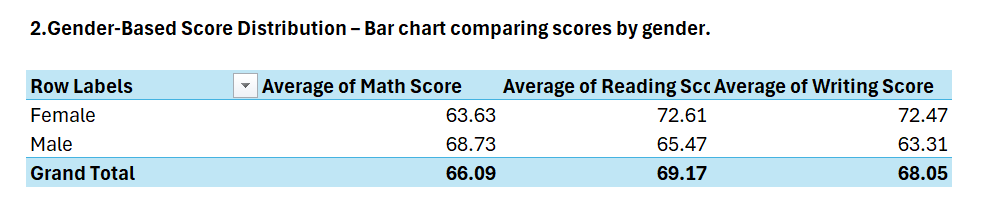 2.Gender-Based Score Distribution – Bar chart comparing scores by gender.
Row Labels Average of Math Score Average of Reading Scc Average of Writing Score
Female 63.63 72.61 72.47
Male 68.73 65.47 63.31
Grand Total 66.09 69.17 68.05